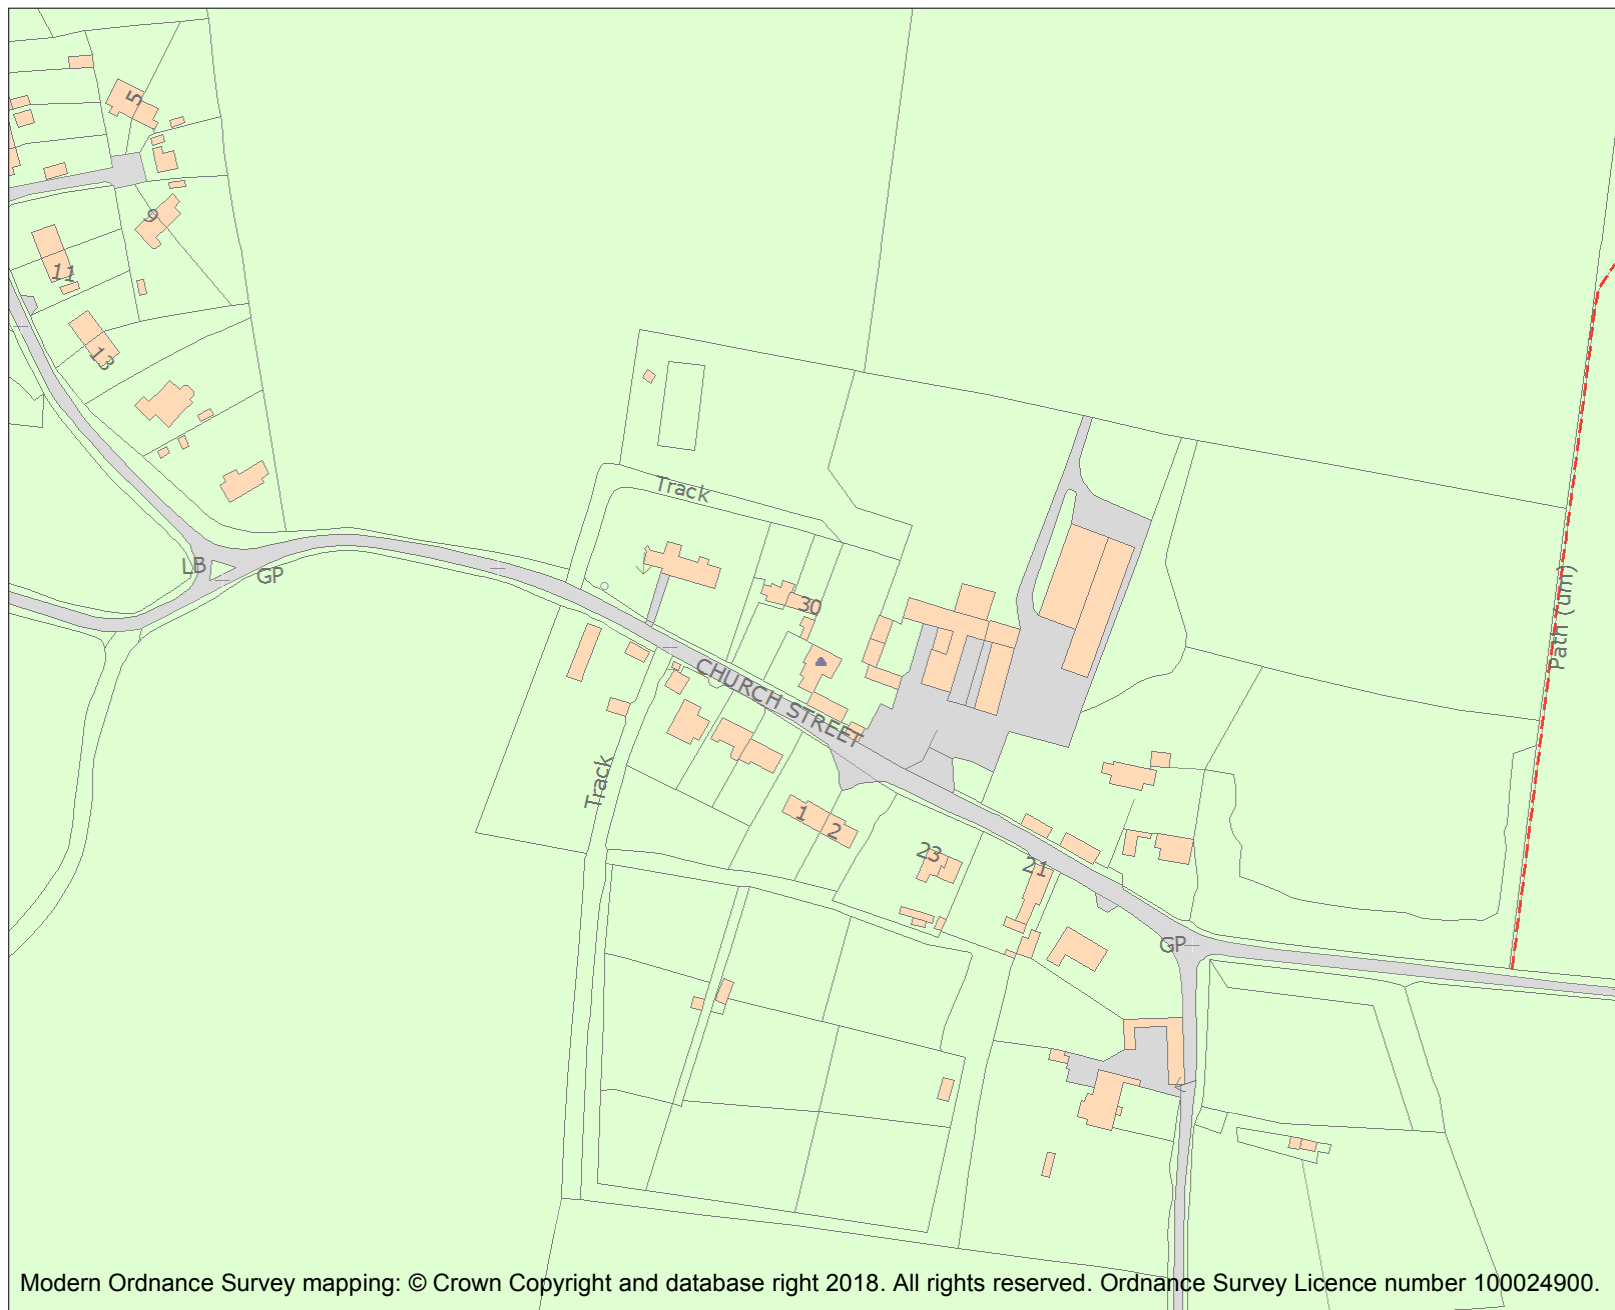 5
9
11
13
Track
LB
GP
30
CHURCH STREET
Path (um)
Track
1
2
23
21
GP
Modern Ordnance Survey mapping: © Crown Copyright and database right 2018. All rights reserved. Ordnance Survey Licence number 100024900.